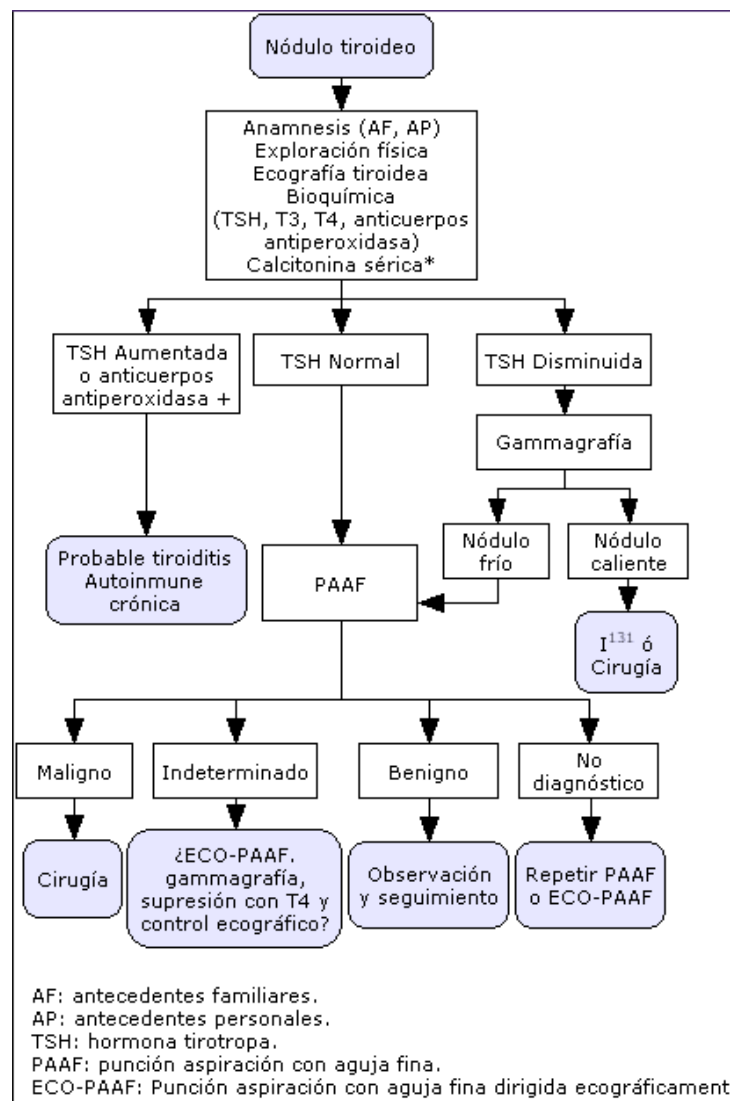 Nódulo tiroideo
Anamnesis (AF, AP)
Exploración física
Ecografía tiroidea
Bioquímica
(TSH, T3, T4, anticuerpos
antiperoxidasa)
Calcitonina sérica*
TSH Aumentada
o anticuerpos
antiperoxidasa +
TSH Normal
TSH Disminuida
Gammagrafía
Nódulo
frío
Nódulo
caliente
Probable tiroiditis
Autoinmune
crónica
PAAF
I¹³¹ ó
Cirugía
Maligno
Indeterminado
Benigno
No
diagnóstico
Cirugía
¿ECO-PAAF.
gammagrafía,
supresión con T4 y
control ecográfico?
Observación
y seguimiento
Repetir PAAF
o ECO-PAAF
AF: antecedentes familiares.
AP: antecedentes personales.
TSH: hormona tirotropa.
PAAF: punción aspiración con aguja fina.
ECO-PAAF: Punción aspiración con aguja fina dirigida ecográficament